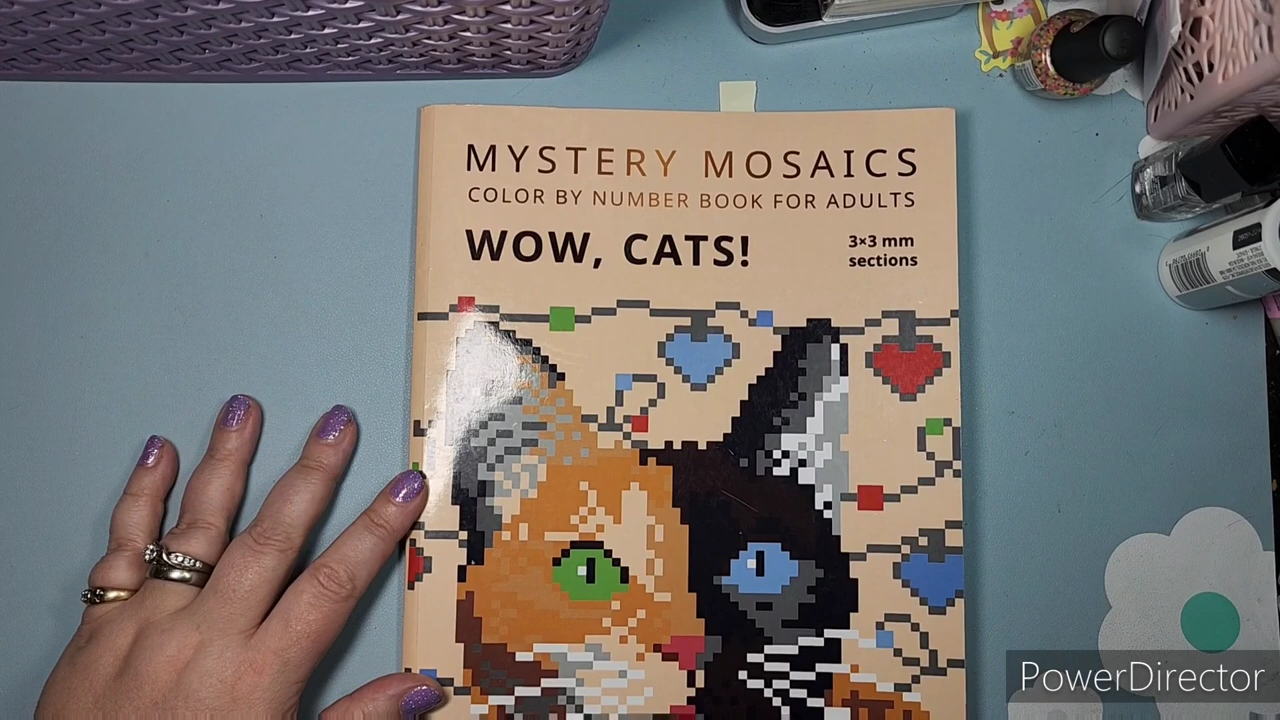 MYSTERY MOSAICS
COLOR BY NUMBER BOOK FOR ADULTS
WOW, CATS!
3×3 mm
sections
PowerDirector